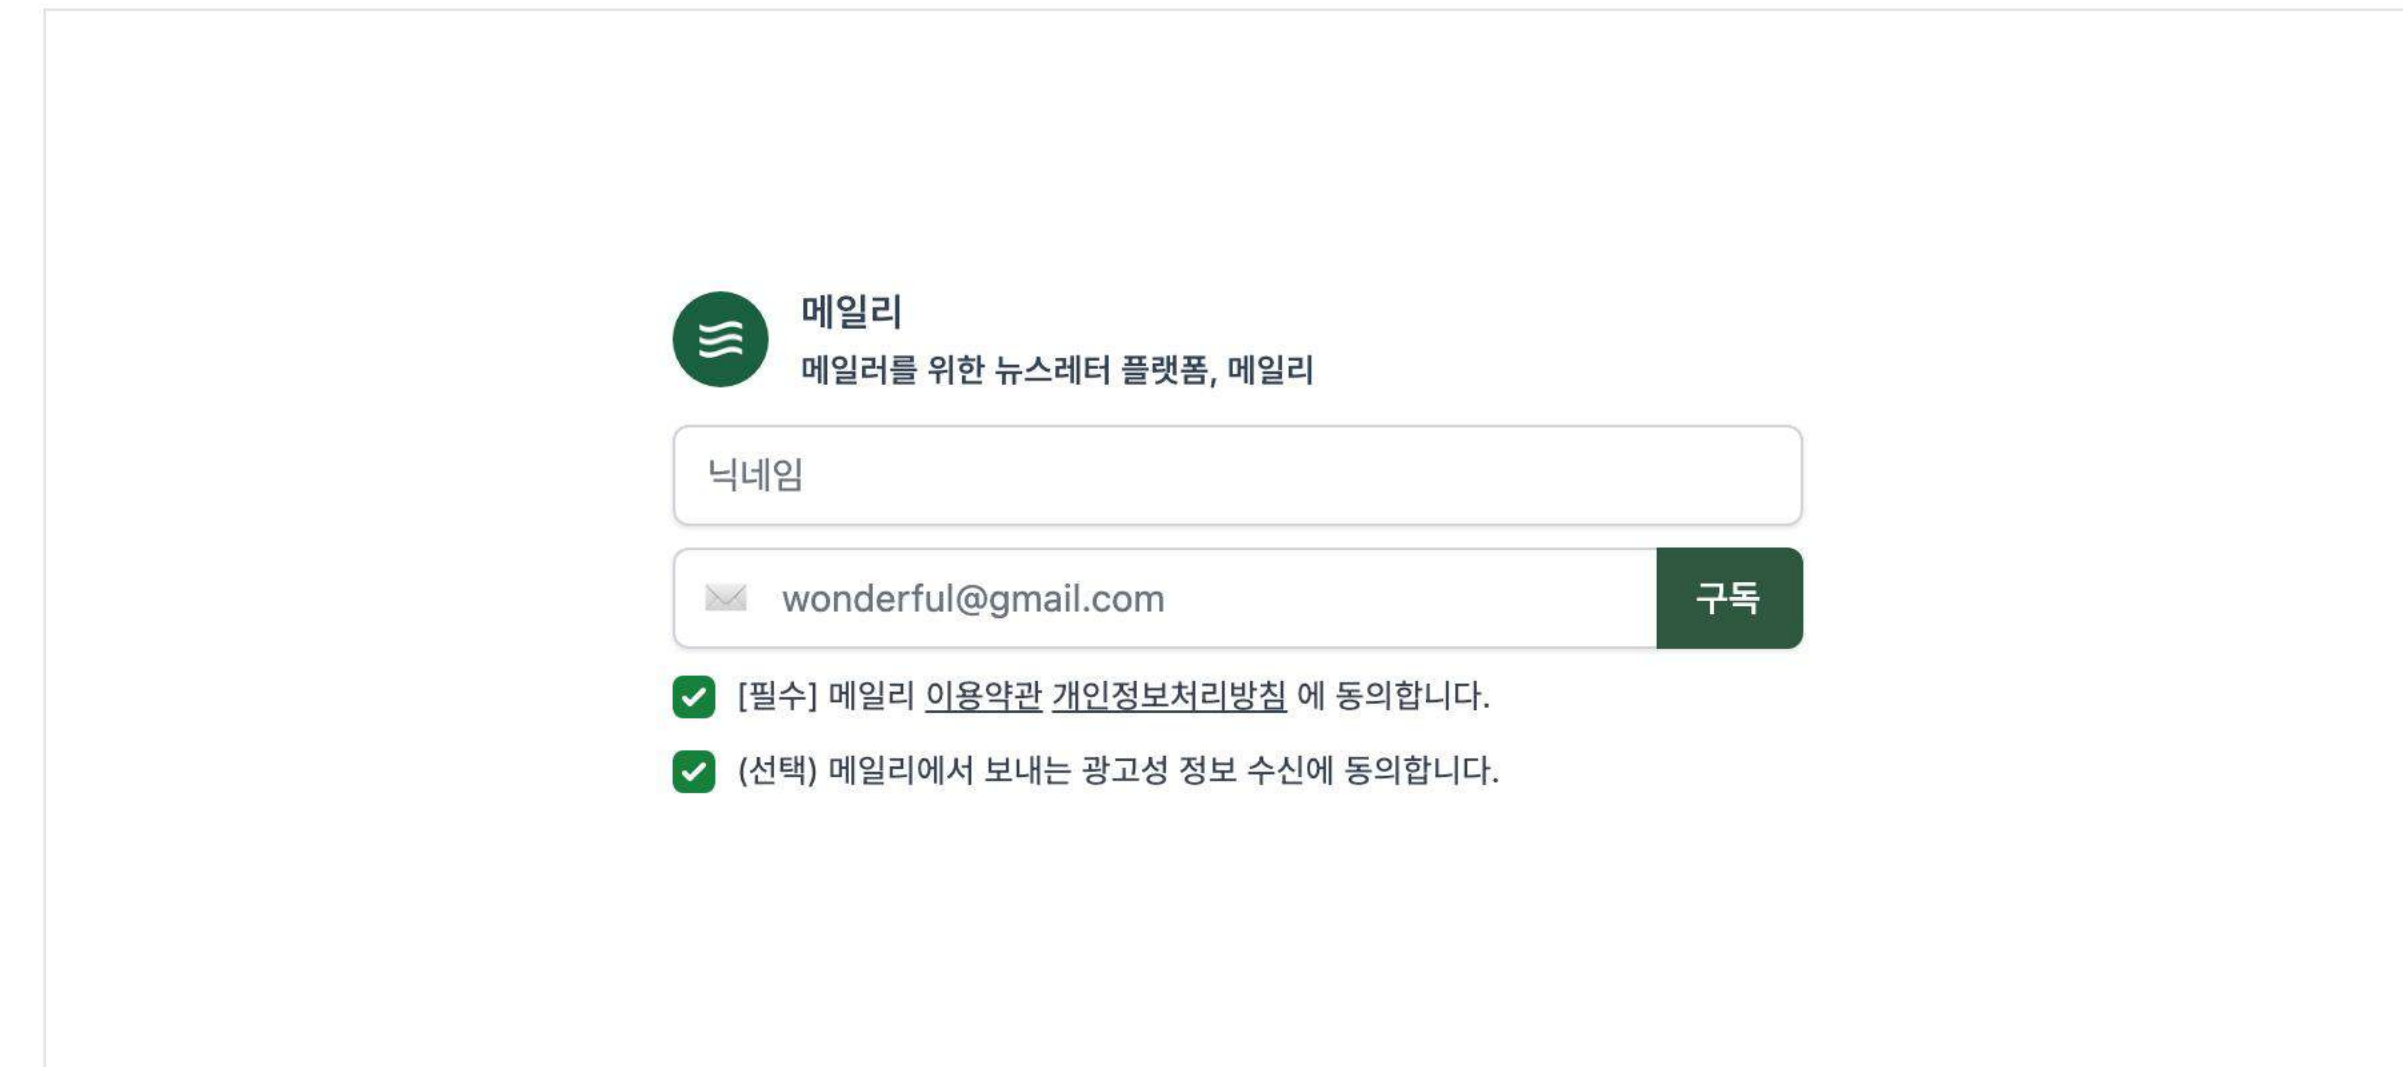 메일리
메일러를 위한 뉴스레터 플랫폼, 메일리
닉네임
wonderful@gmail.com
구독
[필수] 메일리 이용약관 개인정보처리방침 에 동의합니다.
(선택) 메일리에서 보내는 광고성 정보 수신에 동의합니다.